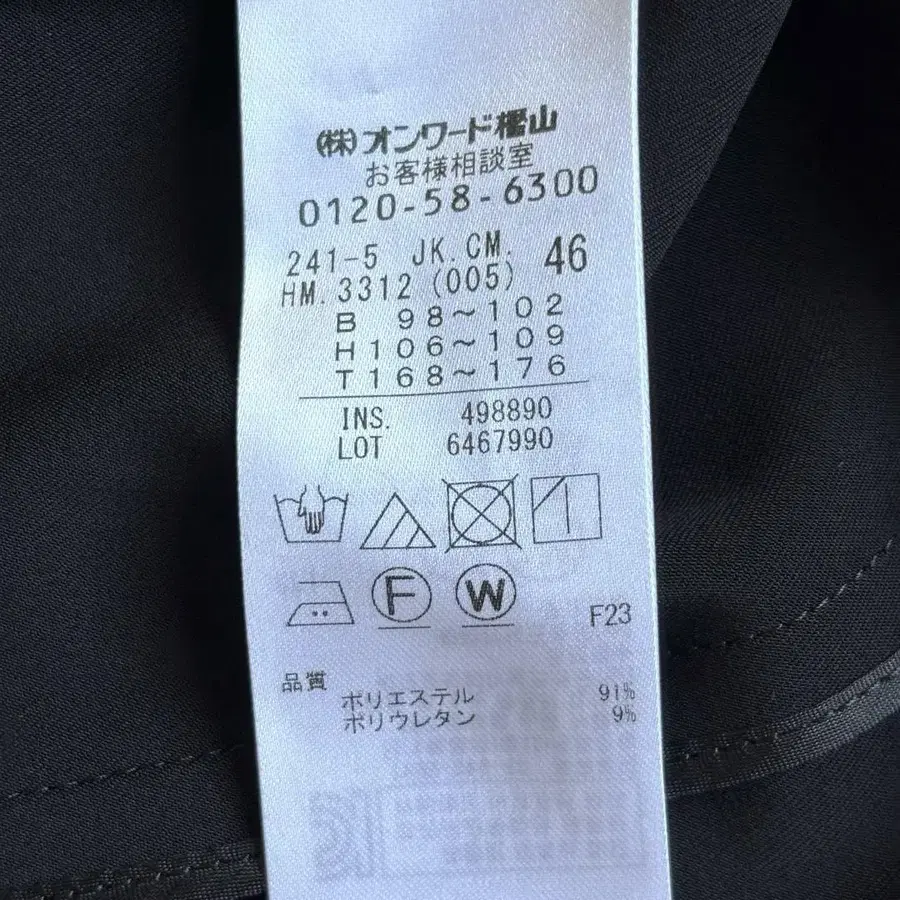 (株)オンワード樫山
お客様相談室
0120-58-6300
241-5 JK.CM. 46
HM.3312 (005)
B 98~102
H106~109
T168~176
INS. 498890
LOT 6467990
F W
F23
品質
ポリエステル 91%
ポリウレタン 9%